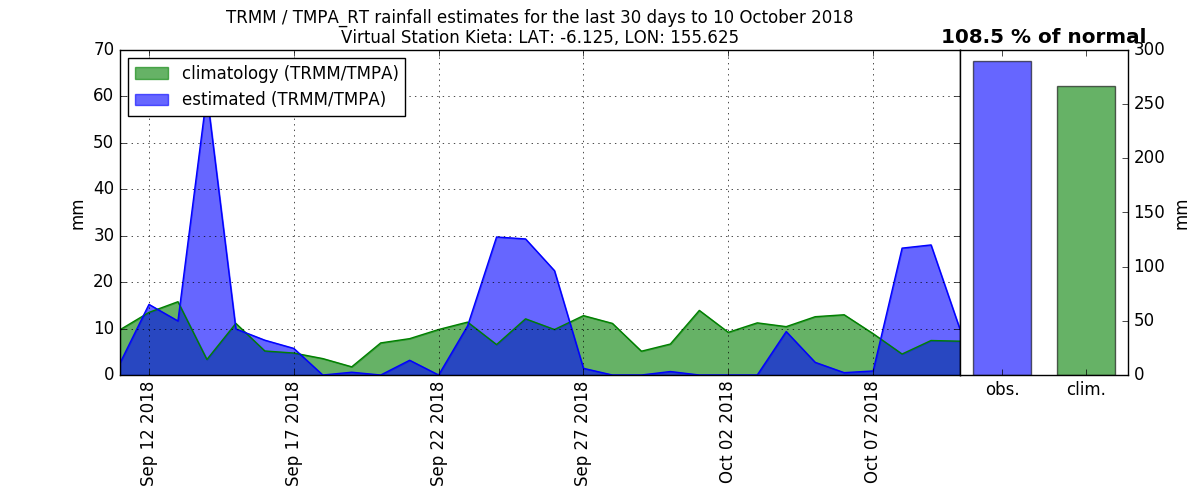 TRMM / TMPA_RT rainfall estimates for the last 30 days to 10 October 2018
Virtual Station Kieta: LAT: -6.125, LON: 155.625
108.5 % of normal
climatology (TRMM/TMPA)
estimated (TRMM/TMPA)
70
60
50
40
30
20
10
0
mm
Sep 12 2018
Sep 17 2018
Sep 22 2018
Sep 27 2018
Oct 02 2018
Oct 07 2018
obs.
clim.
300
250
200
150
100
50
0
mm